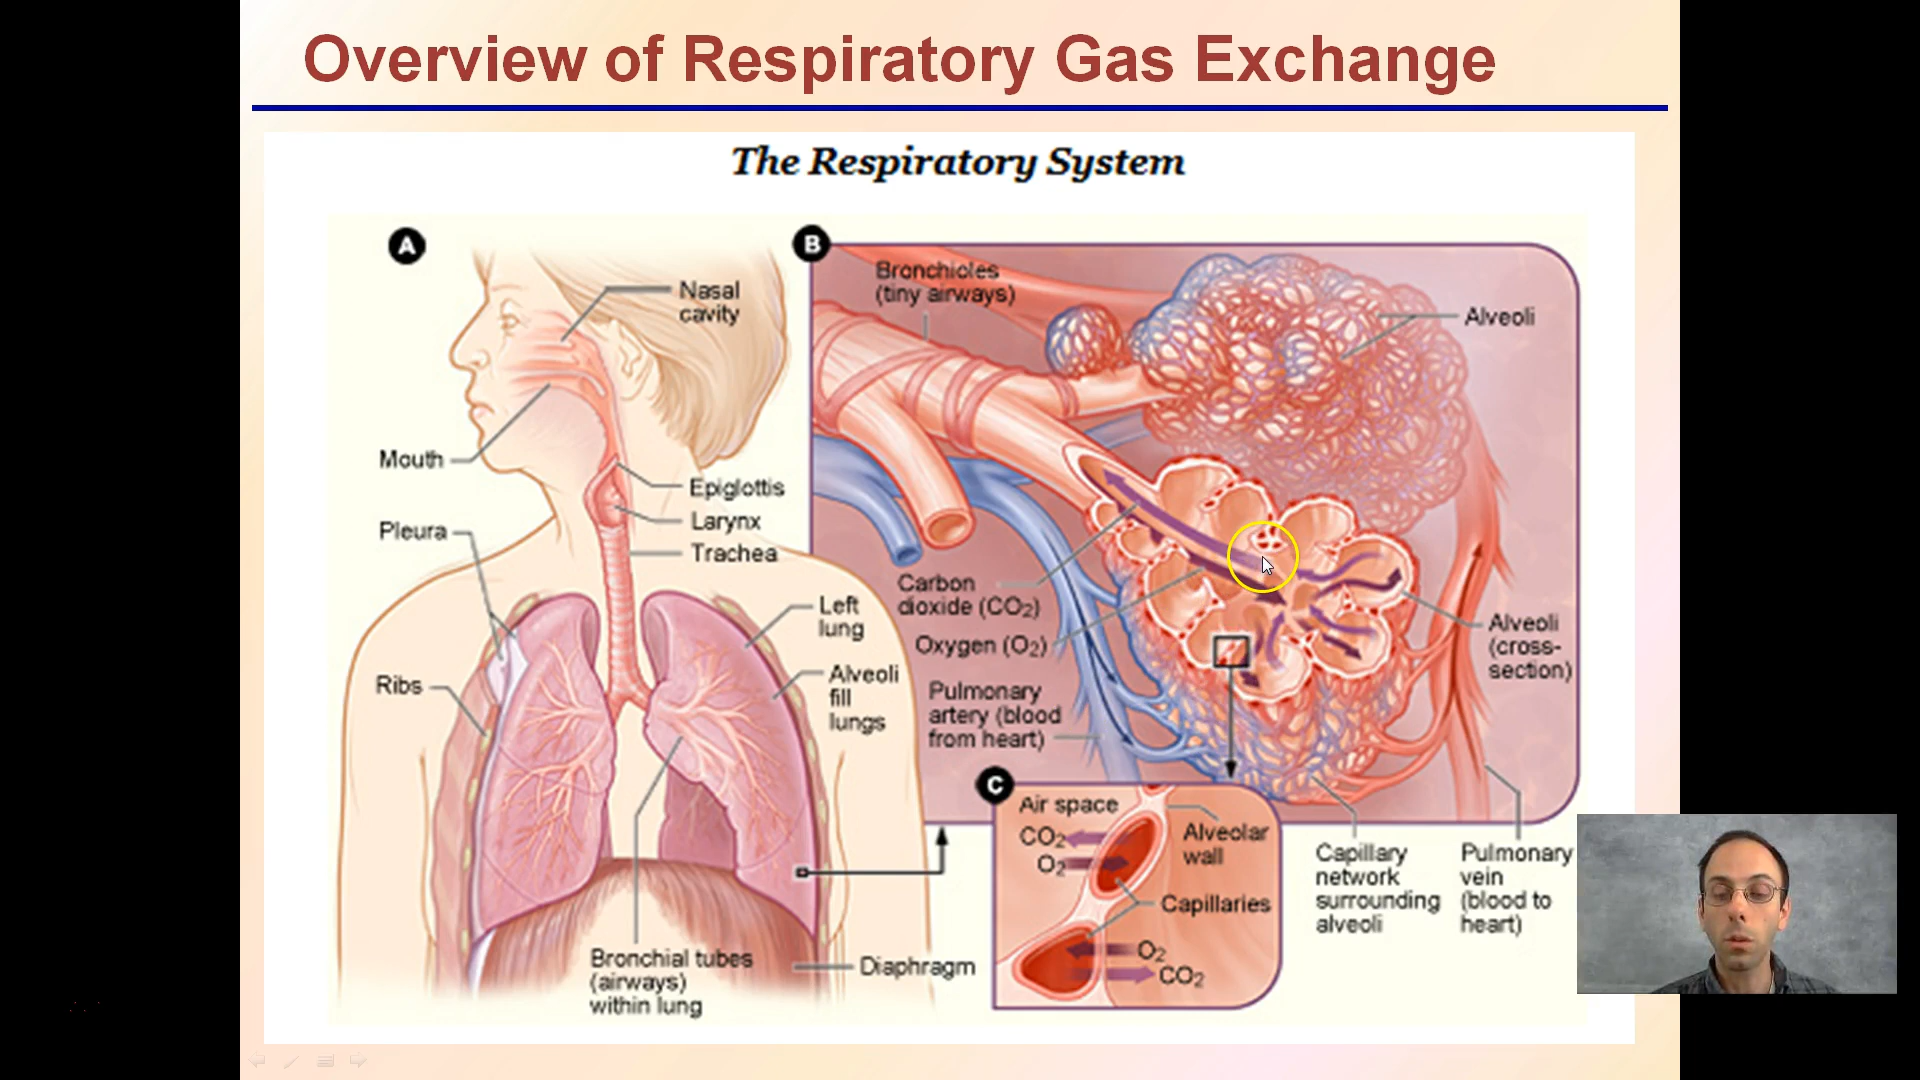 Overview of Respiratory Gas Exchange
The Respiratory System
A
Nasal
cavity
Mouth
Epiglottis
Larynx
Pleura
Trachea
Left
lung
Ribs
Alveoli
fill
lungs
Bronchial tubes
(airways)
within lung
Diaphragm
B
Bronchioles
(tiny airways)
Alveoli
Carbon
dioxide (CO2)
Oxygen (O2)
Pulmonary
artery (blood
from heart)
Alveoli
(cross-
section)
Capillary
network
surrounding
alveoli
Pulmonary
vein
(blood to
heart)
C
Air space
CO2
O2
Alveolar
wall
Capillaries
O2
CO2